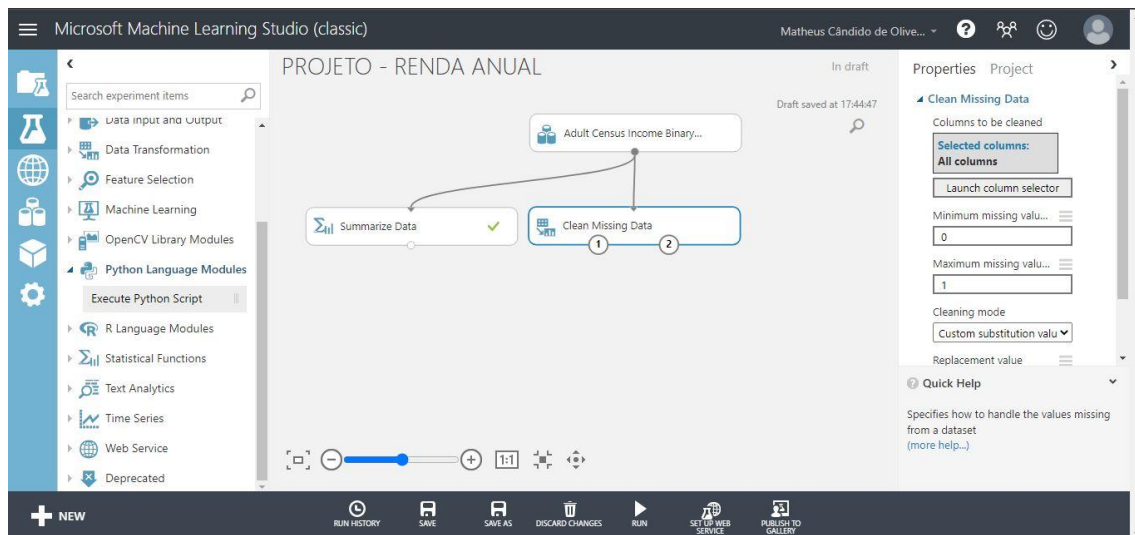 Microsoft Machine Learning Studio (classic)
Matheus Cândido de Olive...
Search experiment items
Data Input and Output
Data Transformation
Feature Selection
Machine Learning
OpenCV Library Modules
Python Language Modules
Execute Python Script
R Language Modules
Statistical Functions
Text Analytics
Time Series
Web Service
Deprecated
PROJETO - RENDA ANUAL
In draft
Draft saved at 17:44:47
Adult Census Income Binary...
Summarize Data
Clean Missing Data
1
2
1:1
Properties Project
Clean Missing Data
Columns to be cleaned
Selected columns:
All columns
Launch column selector
Minimum missing valu...
0
Maximum missing valu...
1
Cleaning mode
Custom substitution valu
Replacement value
Quick Help
Specifies how to handle the values missing
from a dataset
(more help...)
NEW
RUN HISTORY
SAVE
SAVE AS
DISCARD CHANGES
RUN
SET UP WEB
SERVICE
PUBLISH TO
GALLERY